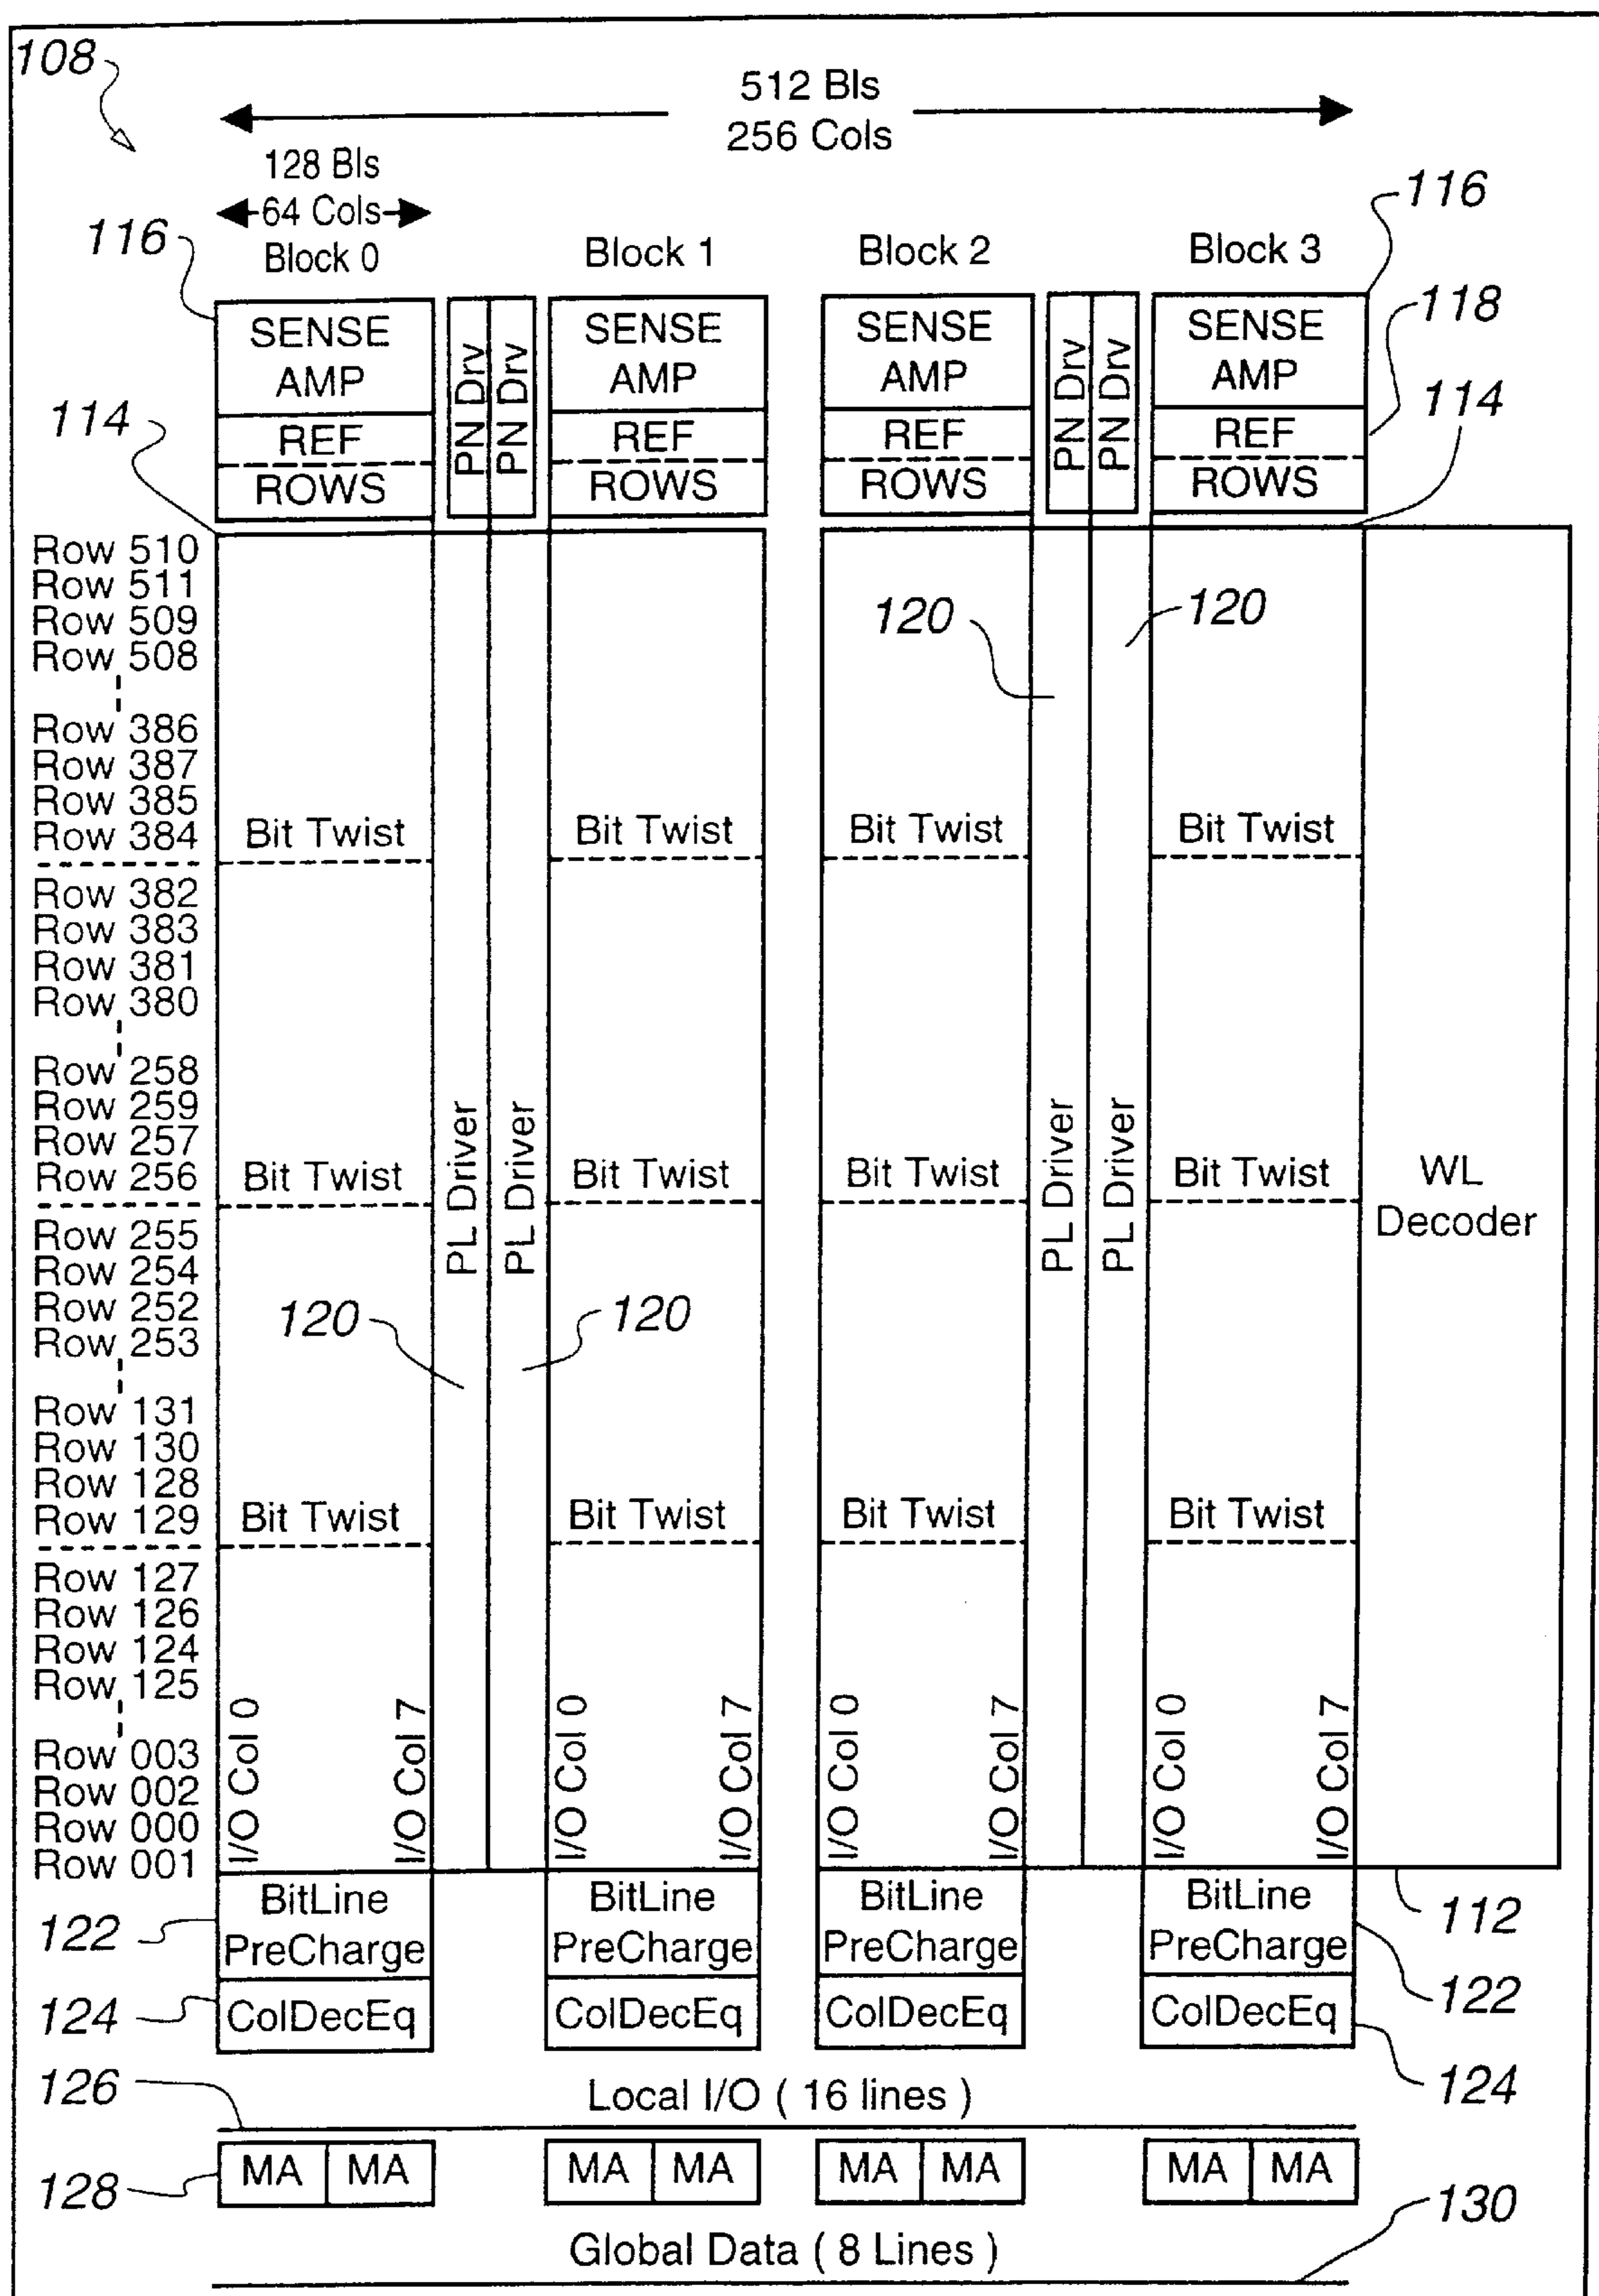 108
512 Bls
256 Cols
128 Bls
64 Cols
116
116
Block 0
Block 1
Block 2
Block 3
118
SENSE AMP
PN Drv
PN Drv
SENSE AMP
SENSE AMP
PN Drv
PN Drv
SENSE AMP
114
114
REF
REF
REF
REF
ROWS
ROWS
ROWS
ROWS
Row 510
Row 511
Row 509
120
120
Row 508
Row 386
Row 387
Row 385
Row 384
Bit Twist
Bit Twist
Bit Twist
Bit Twist
Row 382
Row 383
Row 381
Row 380
Row 258
Row 259
Row 257
Row 256
Bit Twist
PL Driver
PL Driver
Bit Twist
Bit Twist
PL Driver
PL Driver
Bit Twist
WL
Decoder
Row 255
Row 254
Row 252
Row 253
120
120
Row 131
Row 130
Row 128
Row 129
Bit Twist
Bit Twist
Bit Twist
Bit Twist
Row 127
Row 126
Row 124
Row 125
Row 003
Row 002
Row 000
Row 001
I/O Col 0
I/O Col 7
I/O Col 0
I/O Col 7
I/O Col 0
I/O Col 7
I/O Col 0
I/O Col 7
122
BitLine
PreCharge
BitLine
PreCharge
BitLine
PreCharge
BitLine
PreCharge
112
122
124
ColDecEq
ColDecEq
ColDecEq
ColDecEq
124
126
Local I/O ( 16 lines )
128
MA
MA
MA
MA
MA
MA
MA
MA
130
Global Data ( 8 Lines )